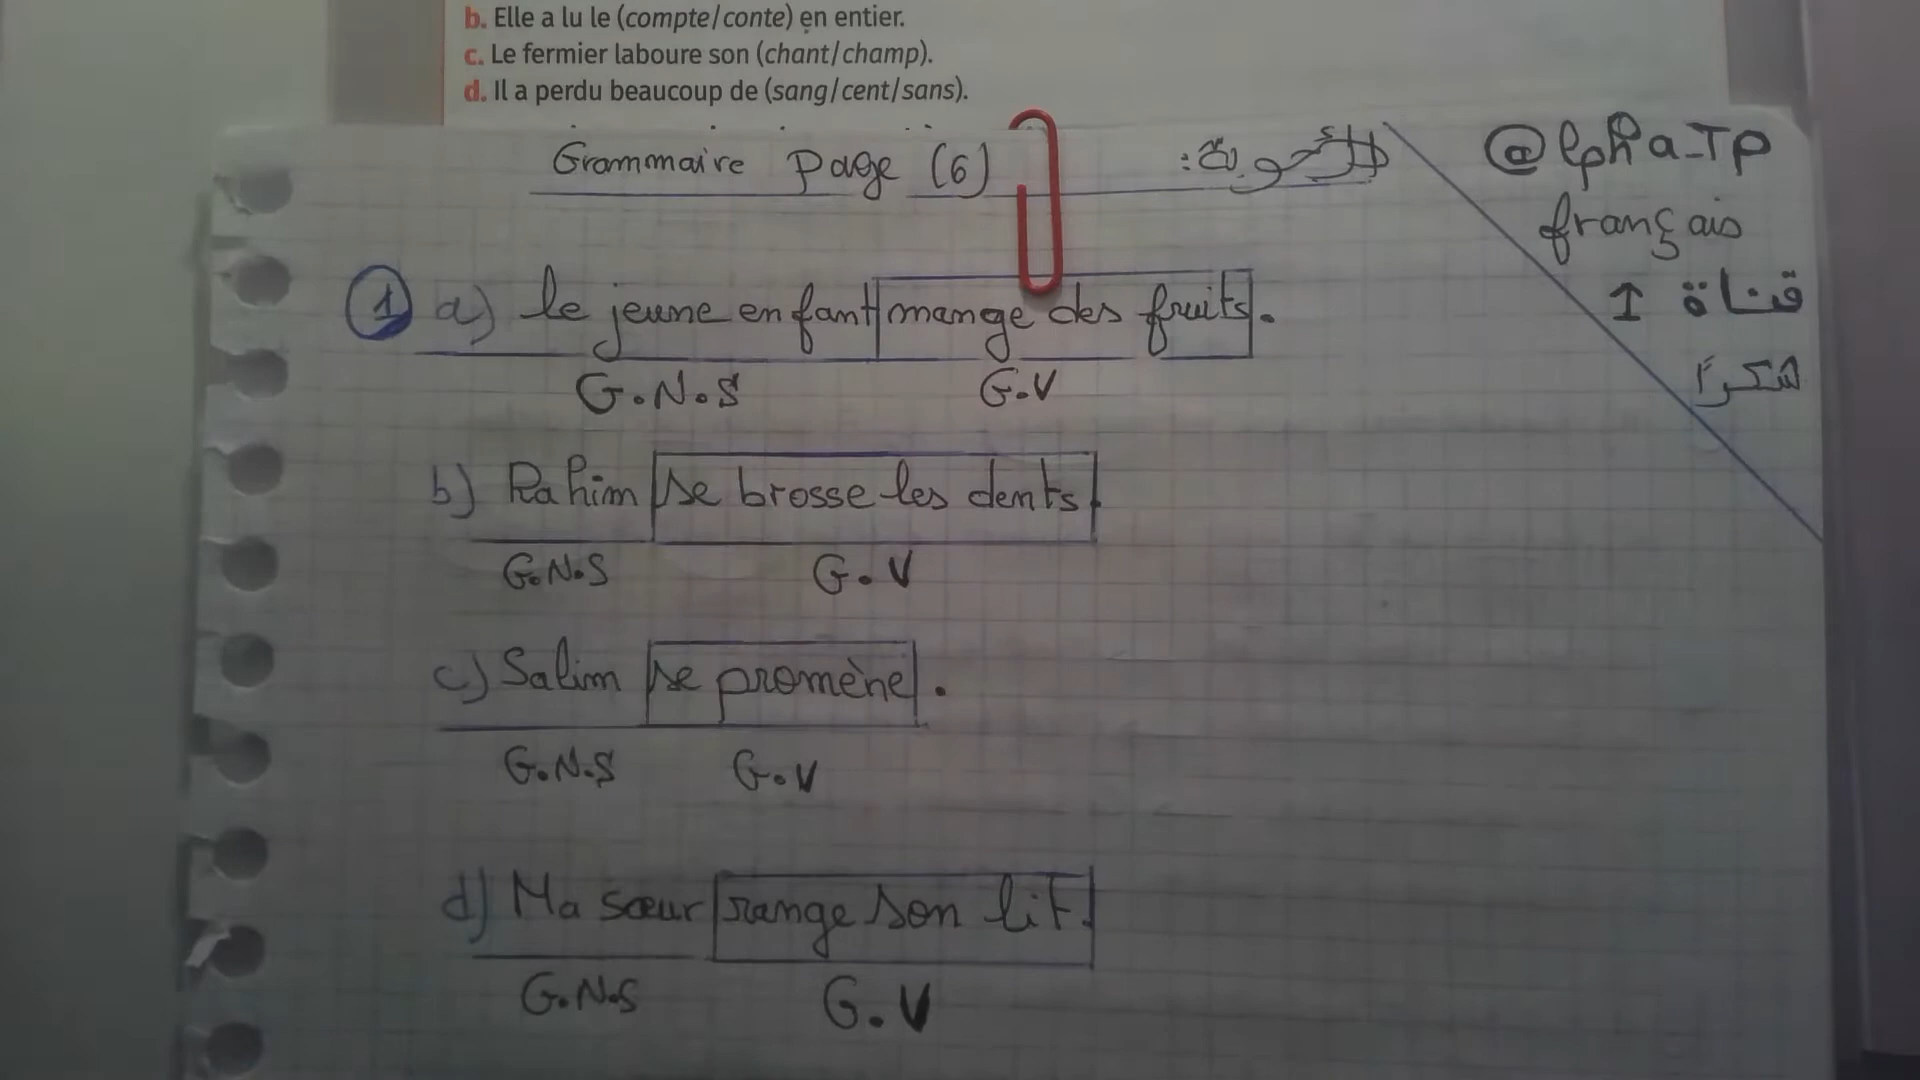 b. Elle a lu le (compte/conte) en entier.
c. Le fermier laboure son (chant/champ).
d. Il a perdu beaucoup de (sang/cent/sans).
Grammaire page (6) الأجوبة:
@lpha_TP
français
قناة 1
شكرًا
1 a) le jeune enfant mange des fruits.
G.N.S G.V
b) Rahim se brosse les dents.
G.N.S G.V
c) Salim se promène.
G.N.S G.V
d) Ma sœur range son lit.
G.N.S G.V